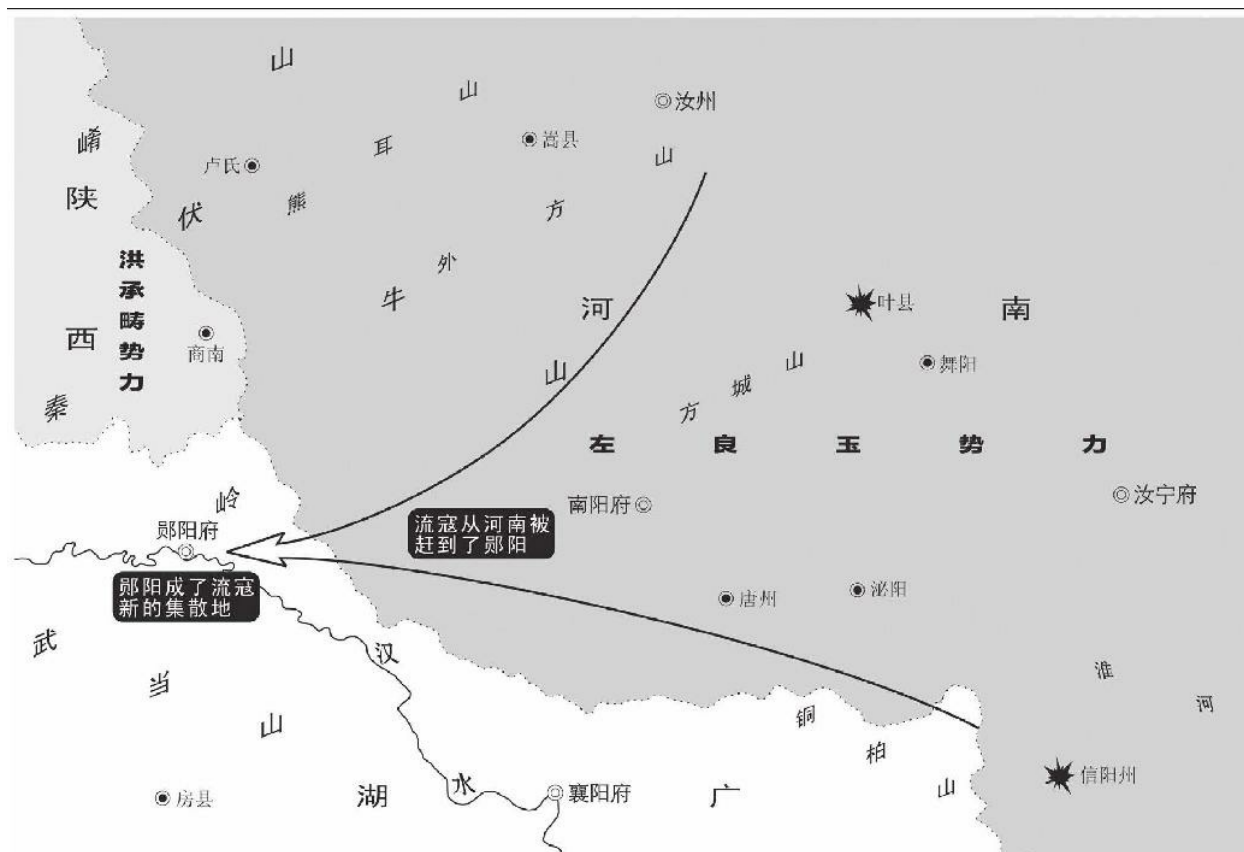 崤
陕
西
秦
岭
洪承畴势力
商南
卢氏
伏
牛
山
熊
耳
山
外
方
山
山
嵩县
汝州
河
南
叶县
舞阳
方
城
山
左良玉势力
南阳府
汝宁府
唐州
泌阳
流寇从河南被
赶到了郧阳
郧阳府
郧阳成了流寇
新的集散地
武
当
山
房县
汉
水
湖
广
襄阳府
铜
柏
山
淮
河
信阳州